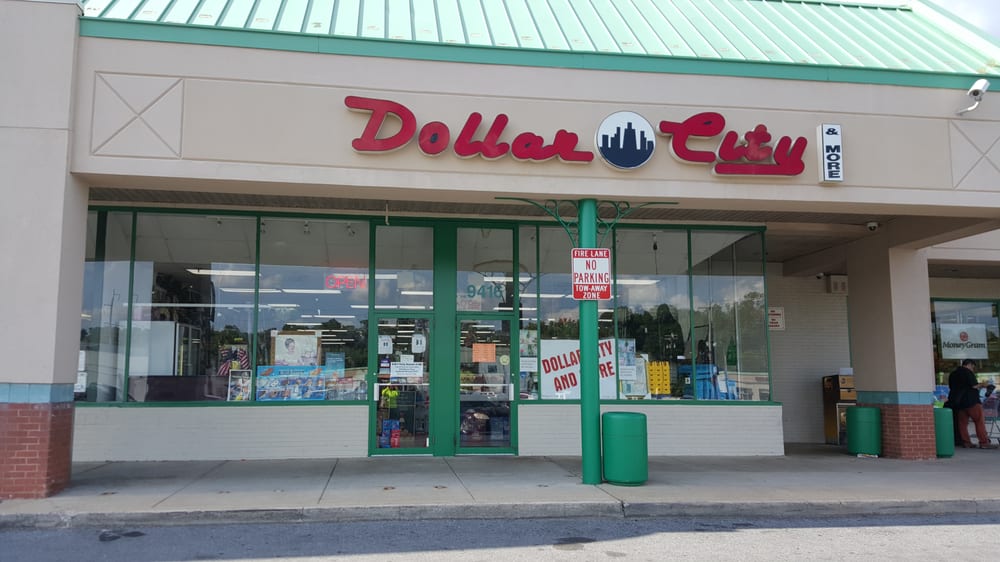 Dollar City
& MORE
OPEN
9416
FIRE LANE
NO
PARKING
TOW-AWAY
ZONE
DOLLAR CITY
AND MORE
MoneyGram